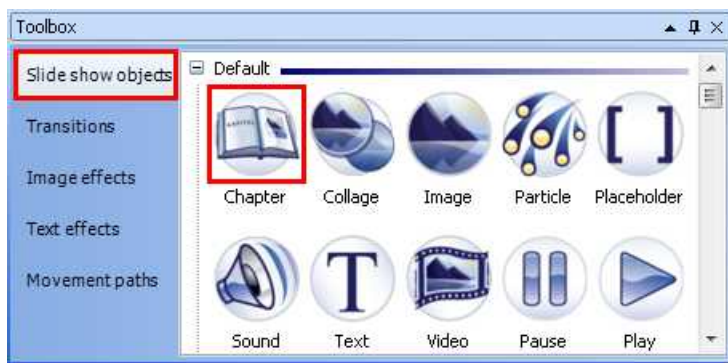 Toolbox
Slide show objects
Transitions
Image effects
Text effects
Movement paths
Default
Chapter Collage Image Particle Placeholder
Sound Text Video Pause Play